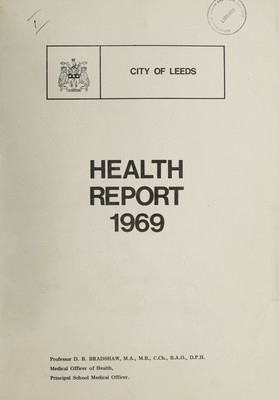 CITY OF LEEDS
HEALTH
REPORT
1969
Professor D. B. BRADSHAW, M.A., M.B., C.Ch., B.A.O., D.P.H.
Medical Officer of Health,
Principal School Medical Officer.